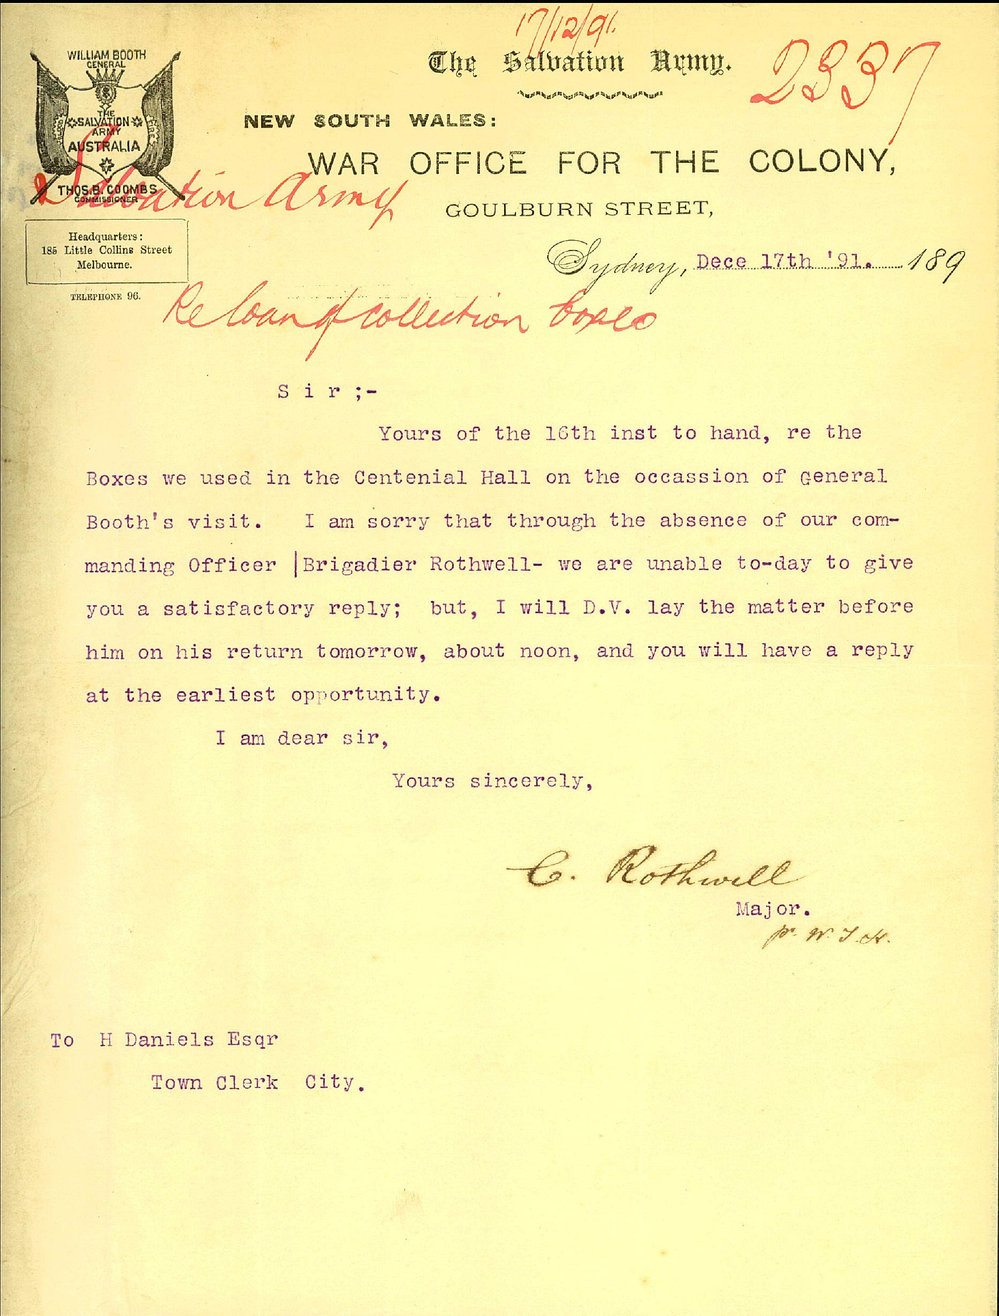 17/12/91.
The Salvation Army.
2337
WILLIAM BOOTH
GENERAL
THE
SALVATION
ARMY
AUSTRALIA
THOS. B. COOMBS
COMMISSIONER
NEW SOUTH WALES:
WAR OFFICE FOR THE COLONY,
Salvation Army
GOULBURN STREET,
Headquarters:
185 Little Collins Street
Melbourne.
TELEPHONE 96.
Sydney, Dece 17th '91. 189
Re loan of collection boxes
S i r ;-
Yours of the 16th inst to hand, re the
Boxes we used in the Centenial Hall on the occassion of General
Booth's visit. I am sorry that through the absence of our com-
manding Officer |Brigadier Rothwell- we are unable to-day to give
you a satisfactory reply; but, I will D.V. lay the matter before
him on his return tomorrow, about noon, and you will have a reply
at the earliest opportunity.
I am dear sir,
Yours sincerely,
C. Rothwell
Major.
pr. W. J. H.
To H Daniels Esqr
Town Clerk City.